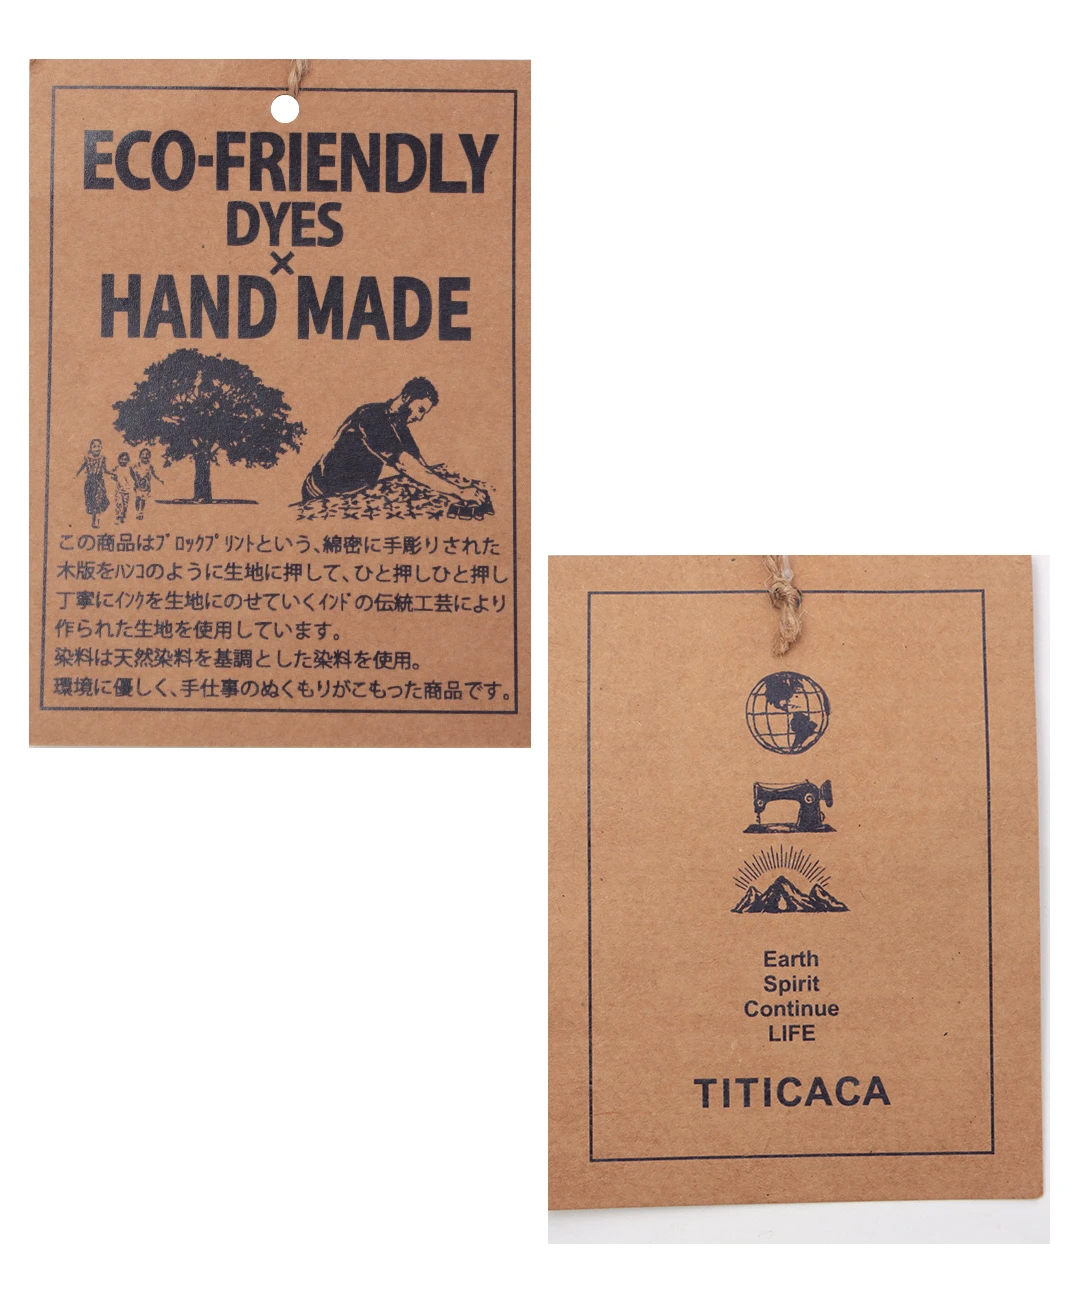 ECO-FRIENDLY
DYES
×
HAND MADE
この商品はﾌﾞﾛｯｸﾌﾟﾘﾝﾄという、綿密に手彫りされた
木版をﾊﾝｺのように生地に押して、ひと押しひと押し
丁寧にｲﾝｸを生地にのせていくｲﾝﾄﾞの伝統工芸により
作られた生地を使用しています。
染料は天然染料を基調とした染料を使用。
環境に優しく、手仕事のぬくもりがこもった商品です。
Earth
Spirit
Continue
LIFE
TITICACA